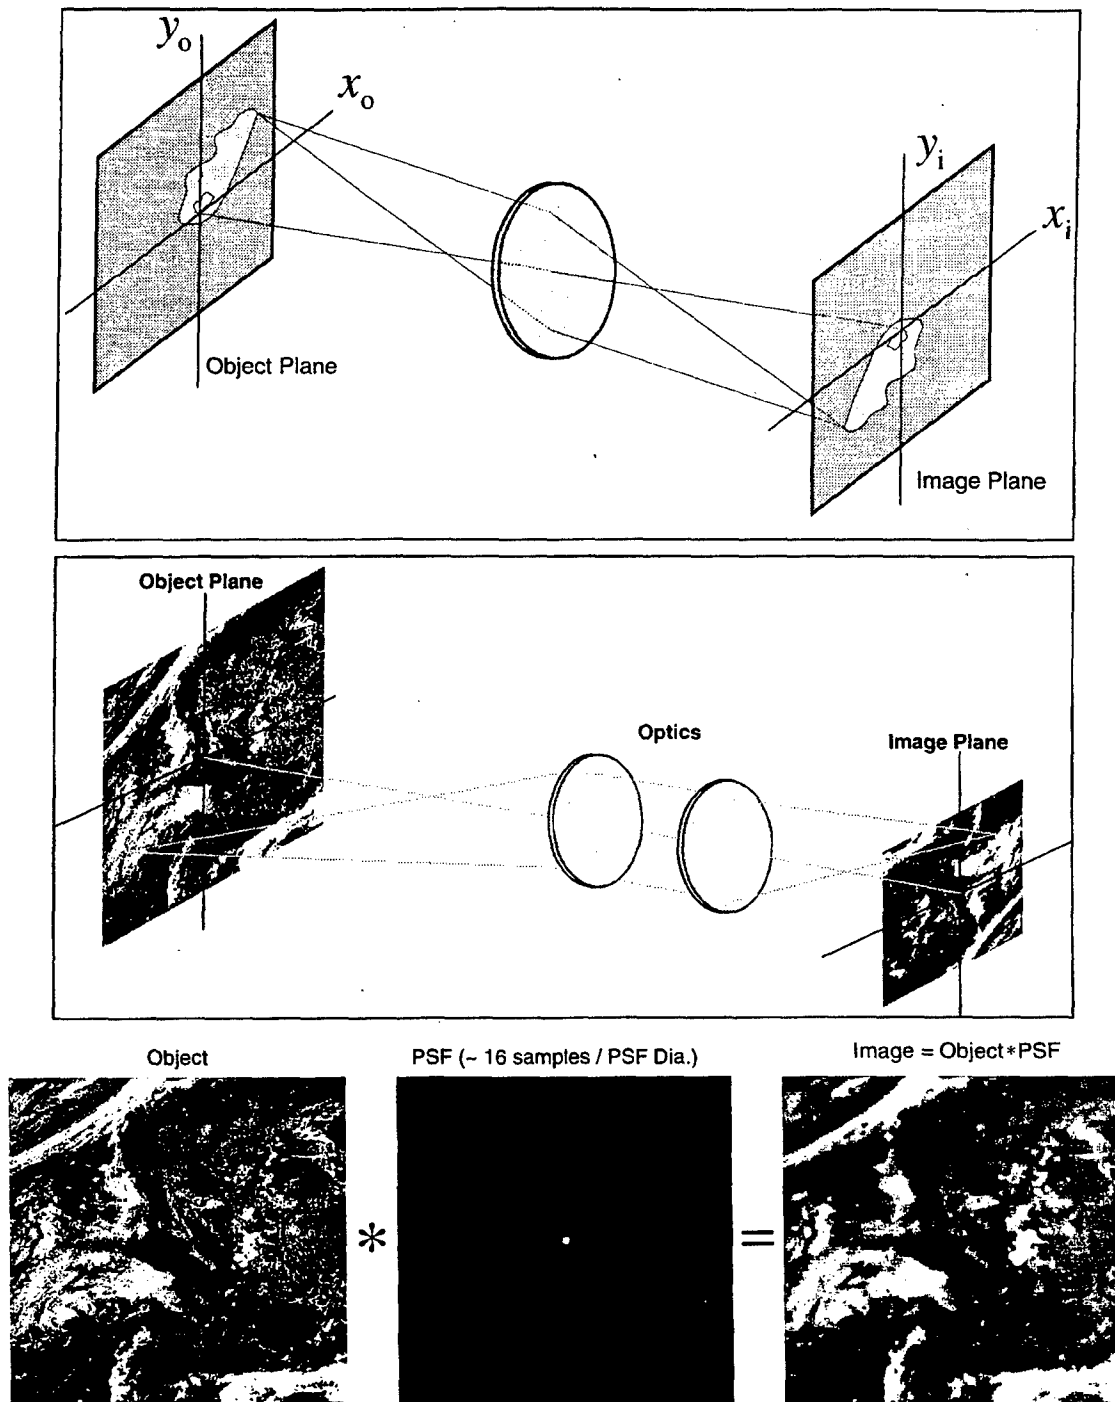 y_o
x_o
y_i
x_i
Object Plane
Image Plane
Object Plane
Optics
Image Plane
Object
PSF (~ 16 samples / PSF Dia.)
Image = Object*PSF
*
=